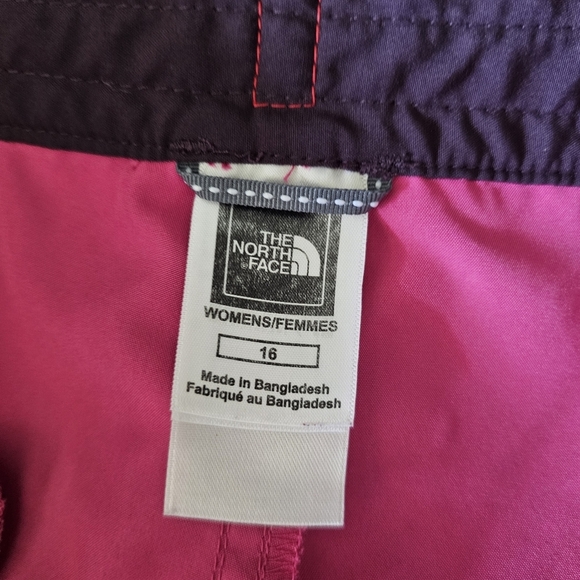 THE
NORTH
FACE
WOMENS/FEMMES
16
Made in Bangladesh
Fabriqué au Bangladesh